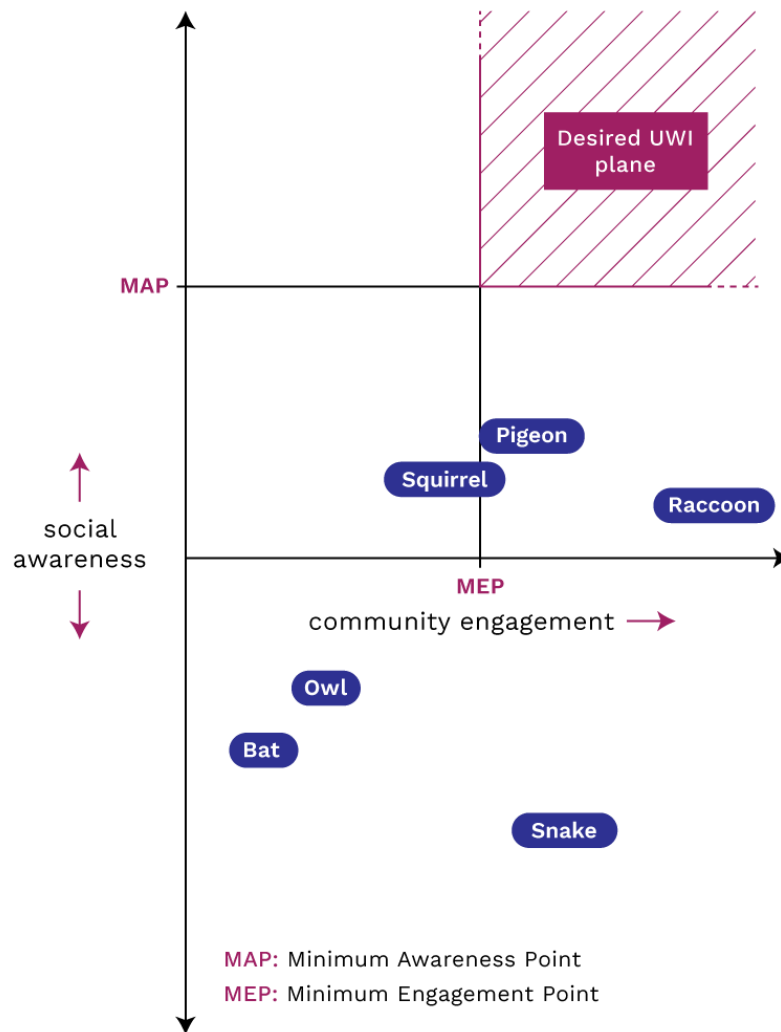 Desired UWI
plane
MAP
Pigeon
Squirrel
Raccoon
social
awareness
MEP
community engagement
Owl
Bat
Snake
MAP: Minimum Awareness Point
MEP: Minimum Engagement Point